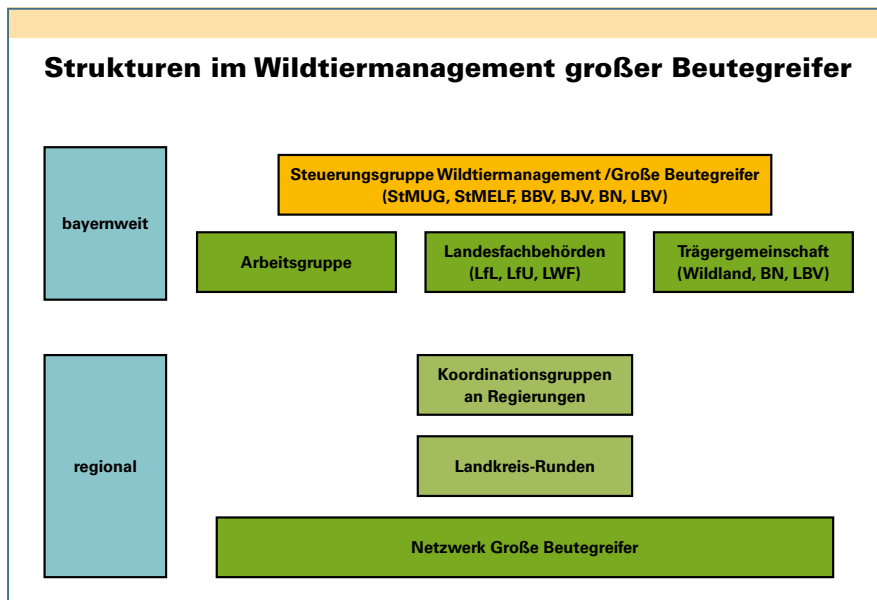 Strukturen im Wildtiermanagement großer Beutegreifer
bayernweit
Steuerungsgruppe Wildtiermanagement /Große Beutegreifer
(StMUG, StMELF, BBV, BJV, BN, LBV)
Arbeitsgruppe
Landesfachbehörden
(LfL, LfU, LWF)
Trägergemeinschaft
(Wildland, BN, LBV)
regional
Koordinationsgruppen
an Regierungen
Landkreis-Runden
Netzwerk Große Beutegreifer